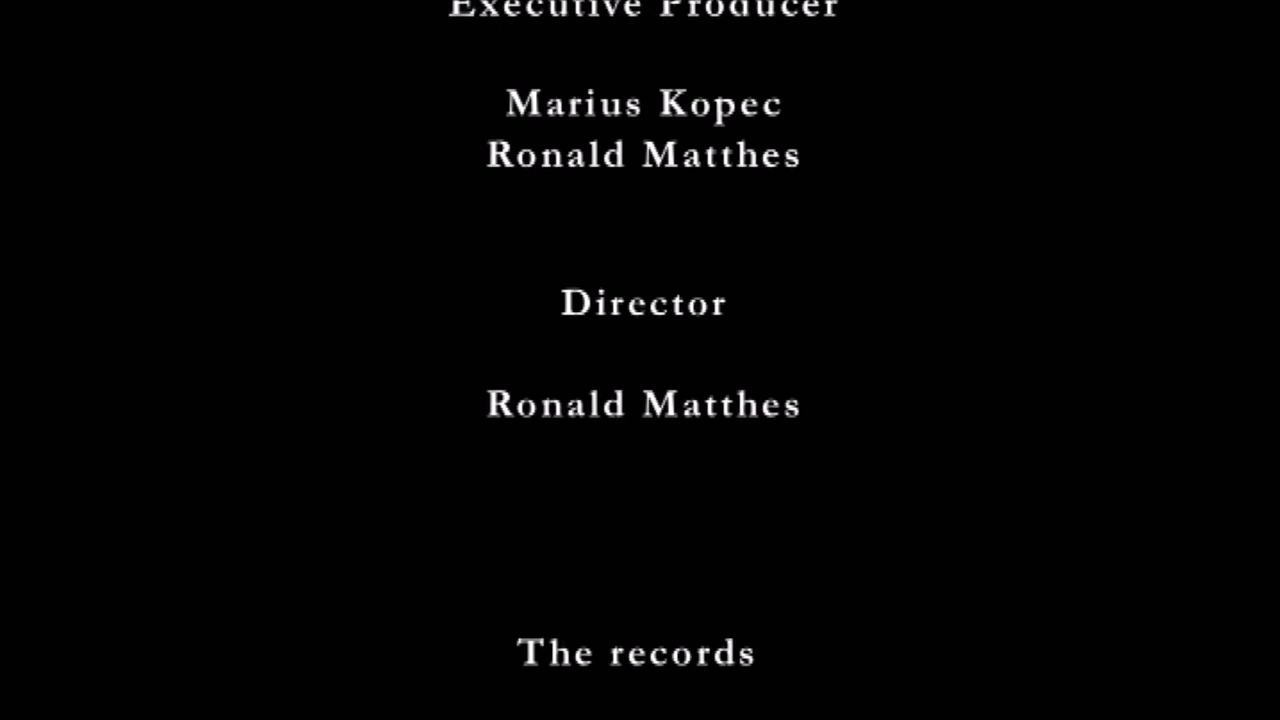 Executive Producer
Marius Kopec
Ronald Matthes
Director
Ronald Matthes
The records